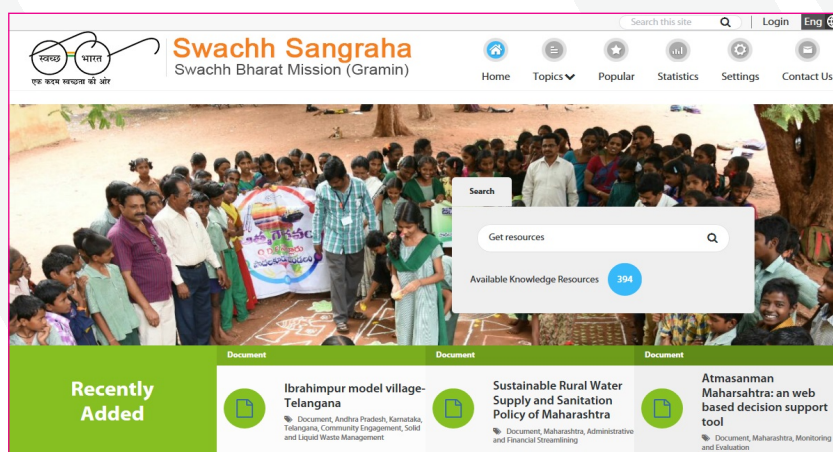 Search this site
Login
Eng
स्वच्छ भारत
एक कदम स्वच्छता की ओर
Swachh Sangraha
Swachh Bharat Mission (Gramin)
Home
Topics
Popular
Statistics
Settings
Contact Us
Search
Get resources
Available Knowledge Resources 394
Recently
Added
Document
Ibrahimpur model village-
Telangana
Document, Andhra Pradesh, Karnataka,
Telangana, Community Engagement, Solid
and Liquid Waste Management
Document
Sustainable Rural Water
Supply and Sanitation
Policy of Maharashtra
Document, Maharashtra, Administrative
and Financial Streamlining
Document
Atmasanman
Maharsahtra: an web
based decision support
tool
Document, Maharashtra, Monitoring
and Evaluation